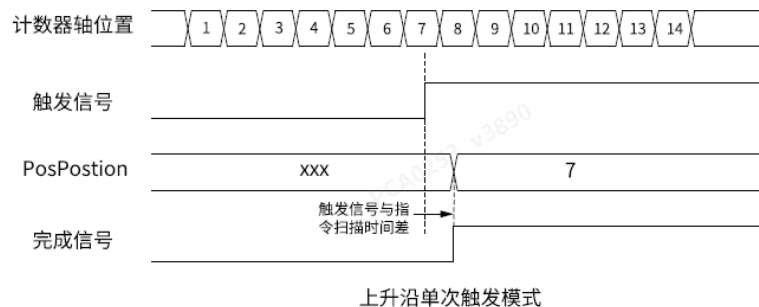 计数器轴位置 1 2 3 4 5 6 7 8 9 10 11 12 13 14
触发信号
PosPostion xxx 7
触发信号与指
令扫描时间差
完成信号
上升沿单次触发模式